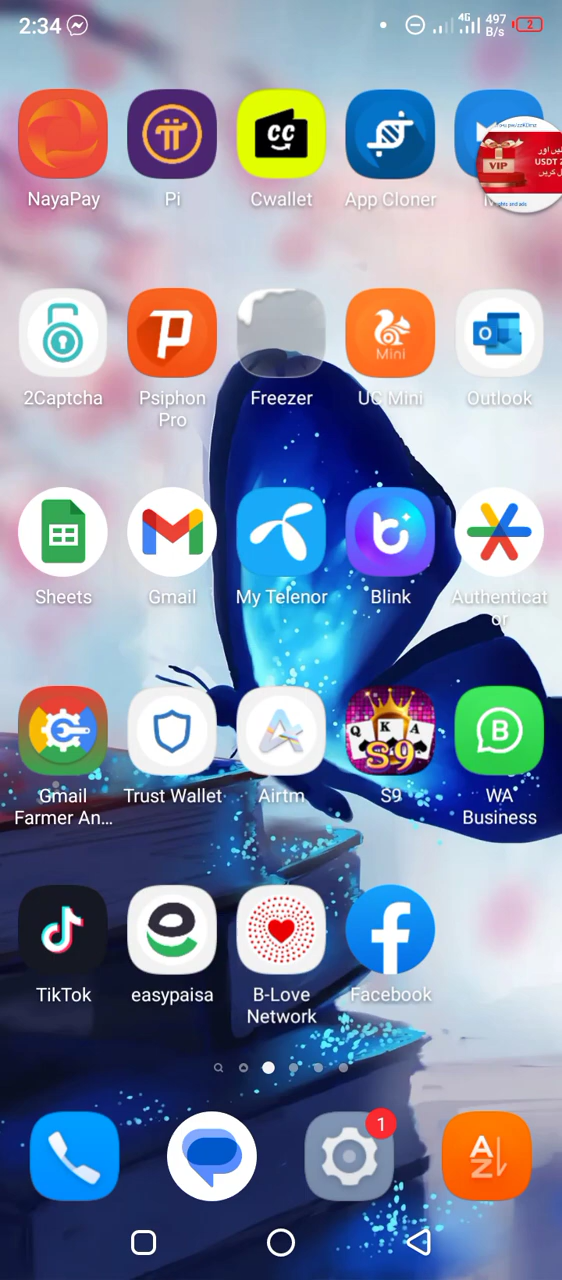 2:34
4G
497
B/s
2
NayaPay
Pi
CC
Cwallet
App Cloner
VIP
USDT
2Captcha
Psiphon
Pro
Freezer
Mini
UC Mini
Outlook
Sheets
Gmail
My Telenor
Blink
Authenticat
or
Gmail
Farmer An...
Trust Wallet
Airtm
Q K A
S9
S9
B
WA
Business
TikTok
easypaisa
B-Love
Network
Facebook
1
A
Z